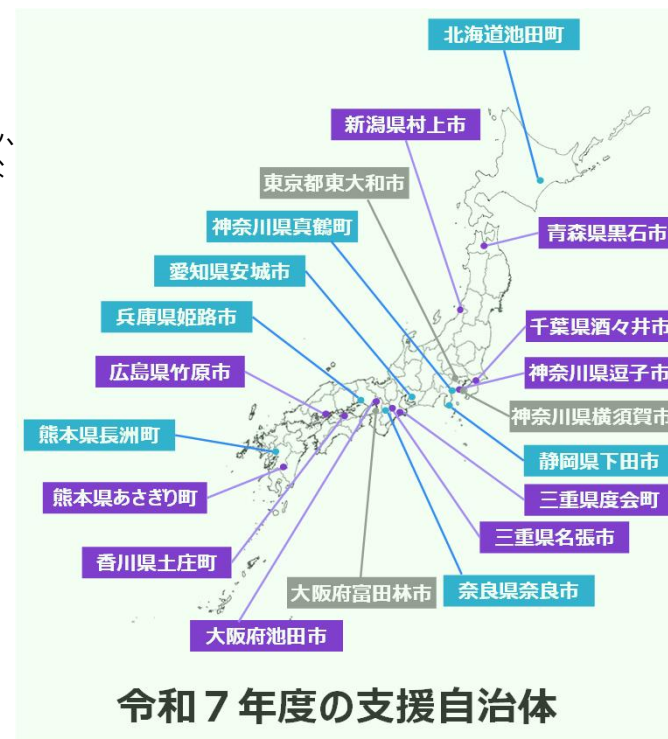 北海道池田町
新潟県村上市
東京都東大和市
神奈川県真鶴町
青森県黒石市
愛知県安城市
兵庫県姫路市
千葉県酒々井市
広島県竹原市
神奈川県逗子市
神奈川県横須賀市
熊本県長洲町
静岡県下田市
熊本県あさぎり町
三重県度会町
三重県名張市
香川県土庄町
大阪府富田林市
奈良県奈良市
大阪府池田市
令和7年度の支援自治体